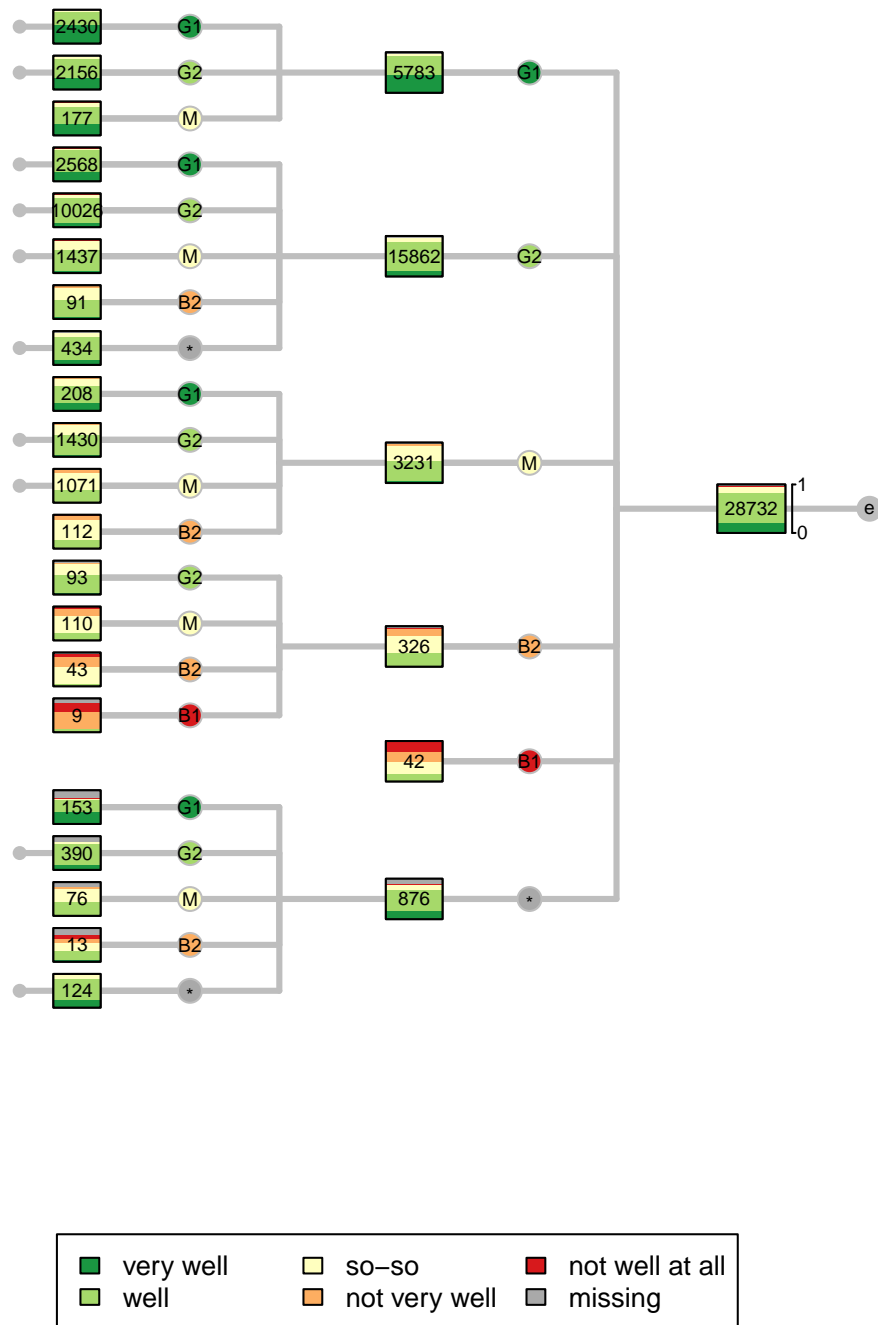 2430 G1
2156 G2 5783 G1
177 M
2568 G1
10026 G2
1437 M 15862 G2
91 B2
434 *
208 G1
1430 G2
3231 M
1071 M
1
28732 e
0
112 B2
93 G2
110 M
326 B2
43 B2
9 B1
42 B1
153 G1
390 G2
76 M 876 *
13 B2
124 *
very well so−so not well at all
well not very well missing